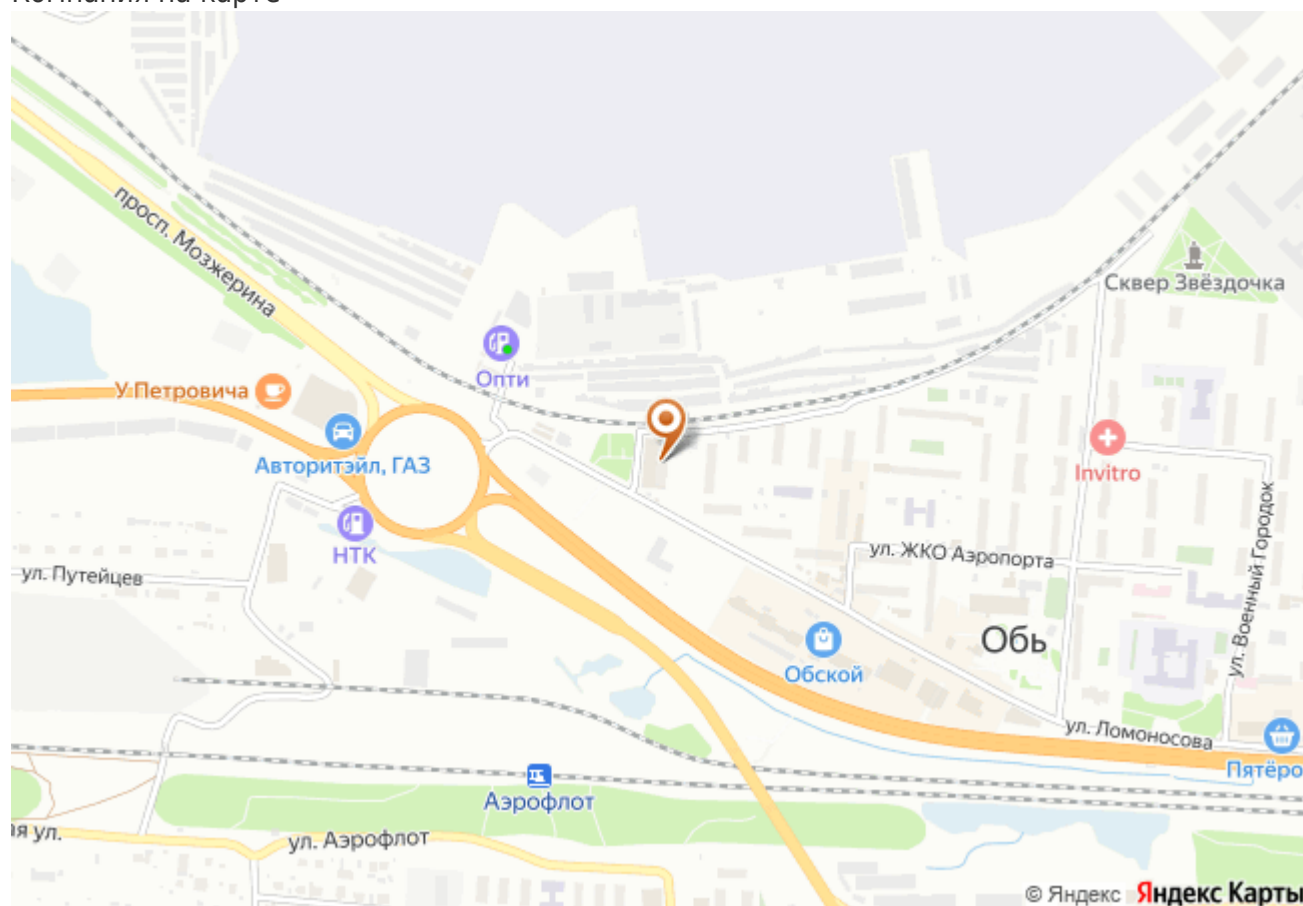 просп. Мозжерина
Сквер Звёздочка
Опти
У Петровича
Авторитэйл, ГАЗ
Invitro
НТК
ул. ЖКО Аэропорта
ул. Путейцев
ул. Военный Городок
Обь
Обской
ул. Ломоносова
Пятёро
Аэрофлот
я ул.
ул. Аэрофлот
© Яндекс Яндекс Карты